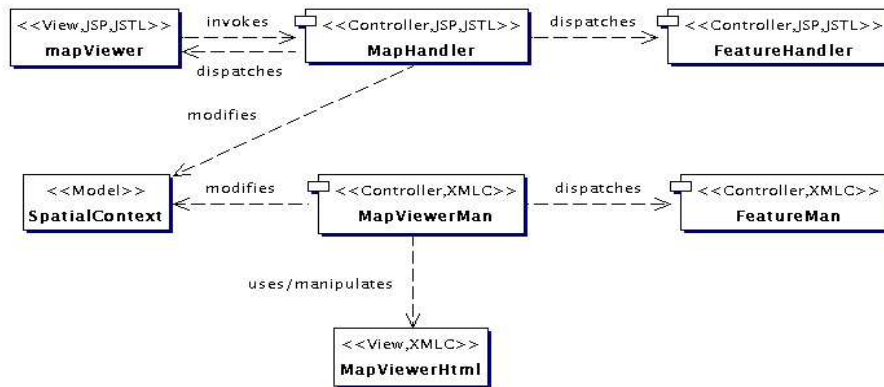 <<View,JSP,JSTL>>
mapViewer
invokes
dispatches
<<Controller,JSP,JSTL>>
MapHandler
dispatches
<<Controller,JSP,JSTL>>
FeatureHandler
modifies
<<Model>>
SpatialContext
modifies
<<Controller,XMLC>>
MapViewerMan
dispatches
<<Controller,XMLC>>
FeatureMan
uses/manipulates
<<View,XMLC>>
MapViewerHtml